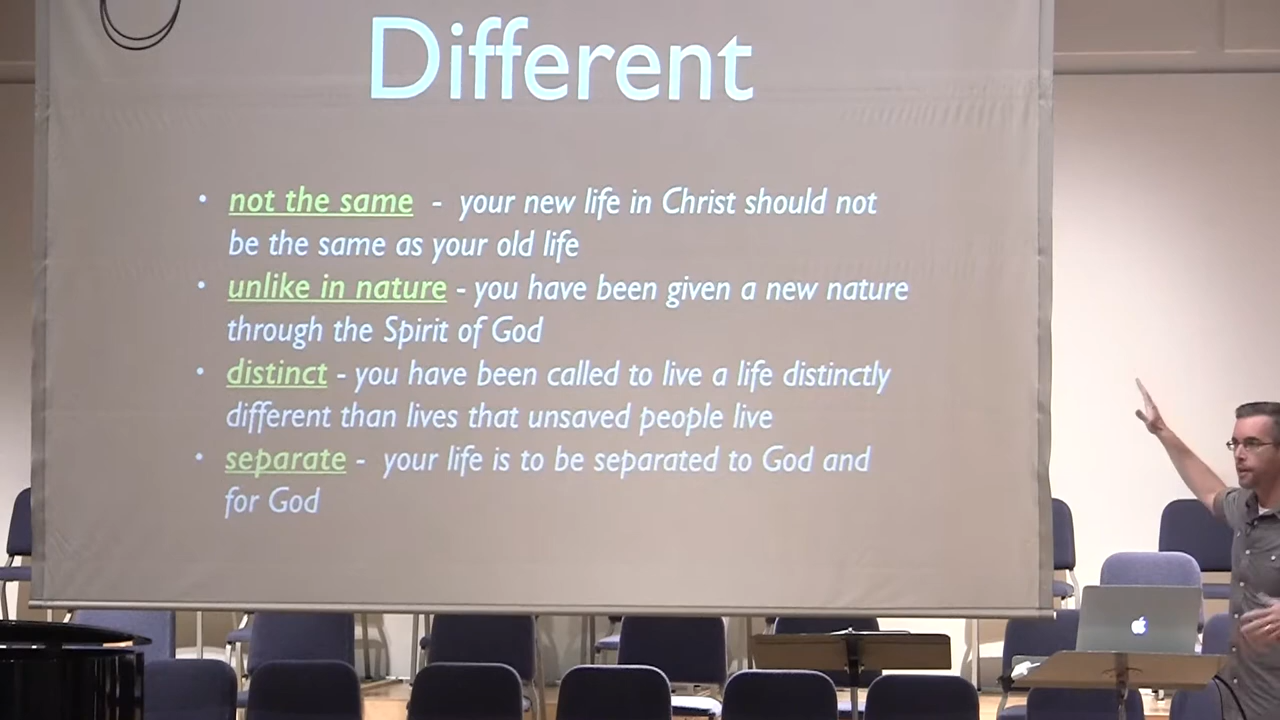 Different
• not the same - your new life in Christ should not
be the same as your old life
• unlike in nature - you have been given a new nature
through the Spirit of God
• distinct - you have been called to live a life distinctly
different than lives that unsaved people live
• separate - your life is to be separated to God and
for God